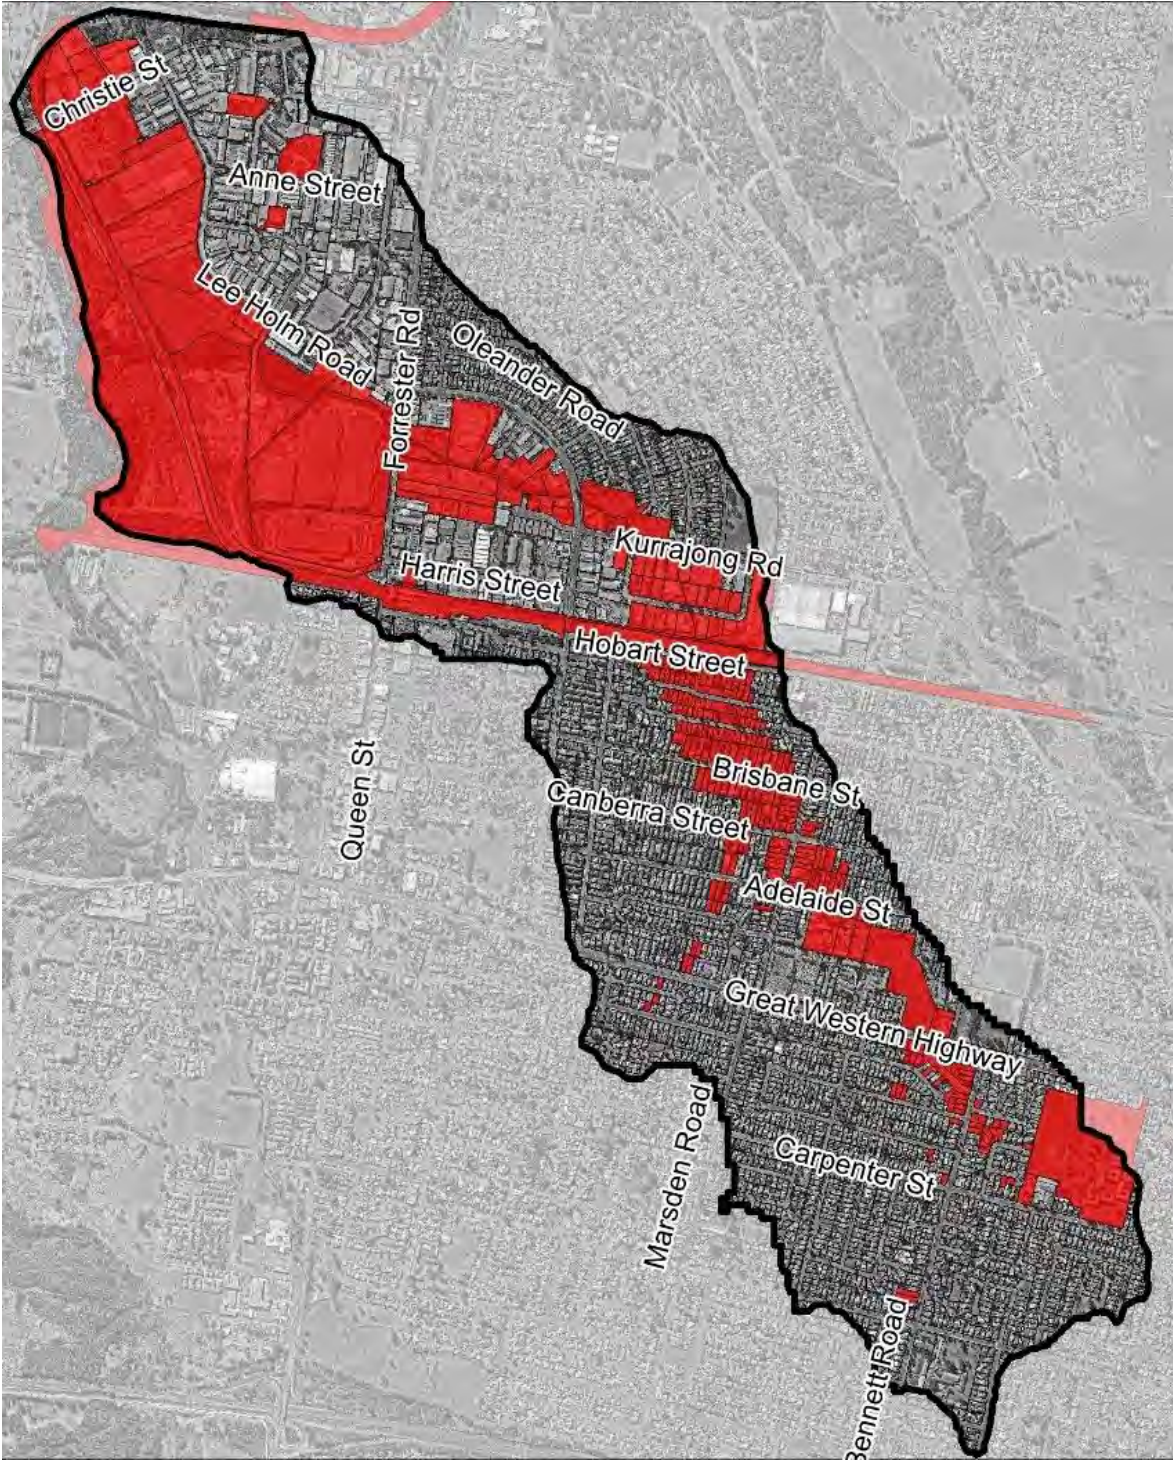 Christie St
Anne Street
Lee Holm Road
Forrester Rd
Oleander Road
Kurrajong Rd
Harris Street
Hobart Street
Queen St
Brisbane St
Canberra Street
Adelaide St
Great Western Highway
Marsden Road
Carpenter St
Bennett Road